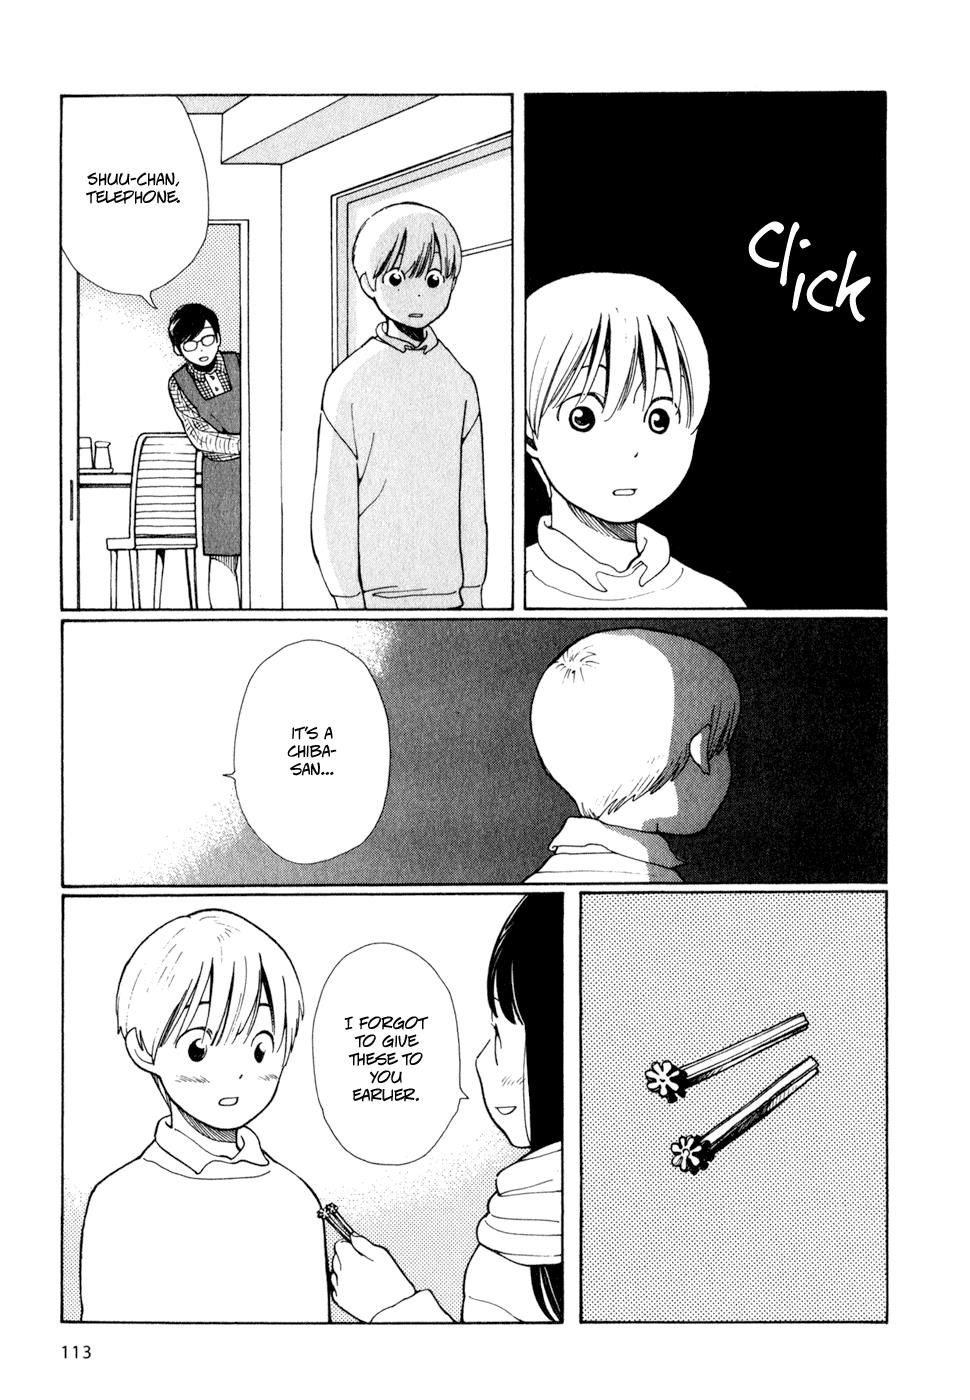 Click
SHUU-CHAN,
TELEPHONE.
IT'S A
CHIBA-
SAN...
I FORGOT
TO GIVE
THESE TO
YOU
EARLIER.
113